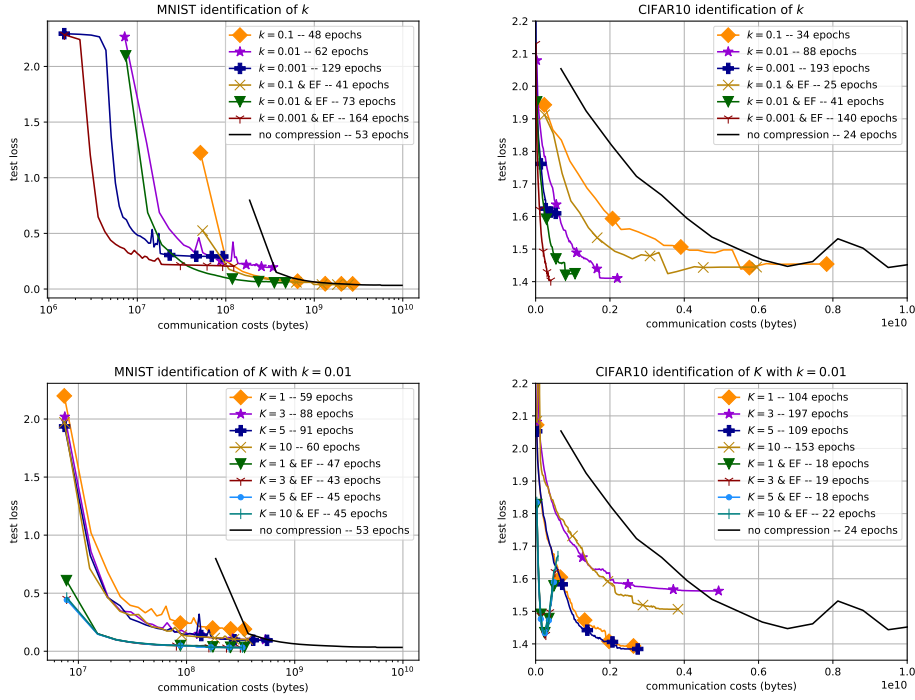 MNIST identification of k
test loss
2.0
1.5
1.0
0.5
0.0
k = 0.1 -- 48 epochs
k = 0.01 -- 62 epochs
k = 0.001 -- 129 epochs
k = 0.1 & EF -- 41 epochs
k = 0.01 & EF -- 73 epochs
k = 0.001 & EF -- 164 epochs
no compression -- 53 epochs
10^6 10^7 10^8 10^9 10^10
communication costs (bytes)
CIFAR10 identification of k
test loss
2.2
2.1
2.0
1.9
1.8
1.7
1.6
1.5
1.4
k = 0.1 -- 34 epochs
k = 0.01 -- 88 epochs
k = 0.001 -- 193 epochs
k = 0.1 & EF -- 25 epochs
k = 0.01 & EF -- 41 epochs
k = 0.001 & EF -- 140 epochs
no compression -- 24 epochs
0.0 0.2 0.4 0.6 0.8 1.0
communication costs (bytes)
1e10
MNIST identification of K with k = 0.01
test loss
2.0
1.5
1.0
0.5
0.0
K = 1 -- 59 epochs
K = 3 -- 88 epochs
K = 5 -- 91 epochs
K = 10 -- 60 epochs
K = 1 & EF -- 47 epochs
K = 3 & EF -- 43 epochs
K = 5 & EF -- 45 epochs
K = 10 & EF -- 45 epochs
no compression -- 53 epochs
10^7 10^8 10^9 10^10
communication costs (bytes)
CIFAR10 identification of K with k = 0.01
test loss
2.2
2.1
2.0
1.9
1.8
1.7
1.6
1.5
1.4
K = 1 -- 104 epochs
K = 3 -- 197 epochs
K = 5 -- 109 epochs
K = 10 -- 153 epochs
K = 1 & EF -- 18 epochs
K = 3 & EF -- 19 epochs
K = 5 & EF -- 18 epochs
K = 10 & EF -- 22 epochs
no compression -- 24 epochs
0.0 0.2 0.4 0.6 0.8 1.0
communication costs (bytes)
1e10